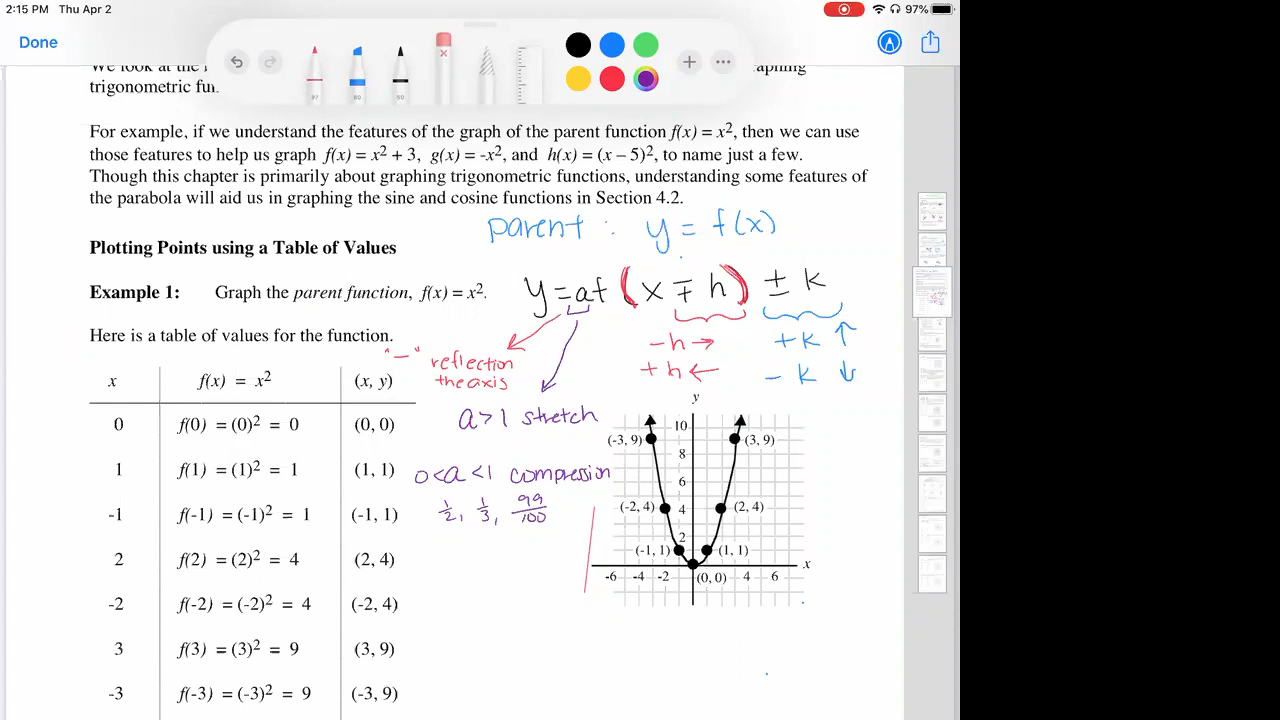 2:15 PM Thu Apr 2
97%
Done
97 80 50
We look at the
aphing
trigonometric fu
For example, if we understand the features of the graph of the parent function f(x) = x², then we can use
those features to help us graph f(x) = x² + 3, g(x) = -x², and h(x) = (x – 5)², to name just a few.
Though this chapter is primarily about graphing trigonometric functions, understanding some features of
the parabola will aid us in graphing the sine and cosine functions in Section 4.2.
parent : y = f(x)
Plotting Points using a Table of Values
Example 1: Graph the parent function, f(x) = x².
y = af (x ∓ h) ± k
Here is a table of values for the function.
"–" reflection
the axis
-h →
+h ←
+k ↑
- k ↓
a > 1 stretch
0 < a < 1 compression
1/2, 1/3, 99/100
x f(x) = x² (x, y)
0 f(0) = (0)² = 0 (0, 0)
1 f(1) = (1)² = 1 (1, 1)
-1 f(-1) = (-1)² = 1 (-1, 1)
2 f(2) = (2)² = 4 (2, 4)
-2 f(-2) = (-2)² = 4 (-2, 4)
3 f(3) = (3)² = 9 (3, 9)
-3 f(-3) = (-3)² = 9 (-3, 9)
y
10
(-3, 9) (3, 9)
8
6
(-2, 4) 4 (2, 4)
2
(-1, 1) (1, 1)
x
-6 -4 -2 (0, 0) 4 6